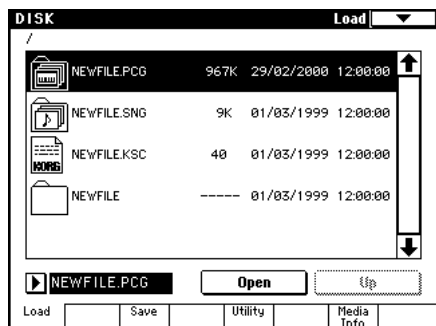 DISK Load
/
NEWFILE.PCG 967K 29/02/2000 12:00:00
NEWFILE.SNG 9K 01/03/1999 12:00:00
KORG NEWFILE.KSC 40 01/03/1999 12:00:00
NEWFILE ----- 01/03/1999 12:00:00
NEWFILE.PCG Open Up
Load Save Utility Media Info